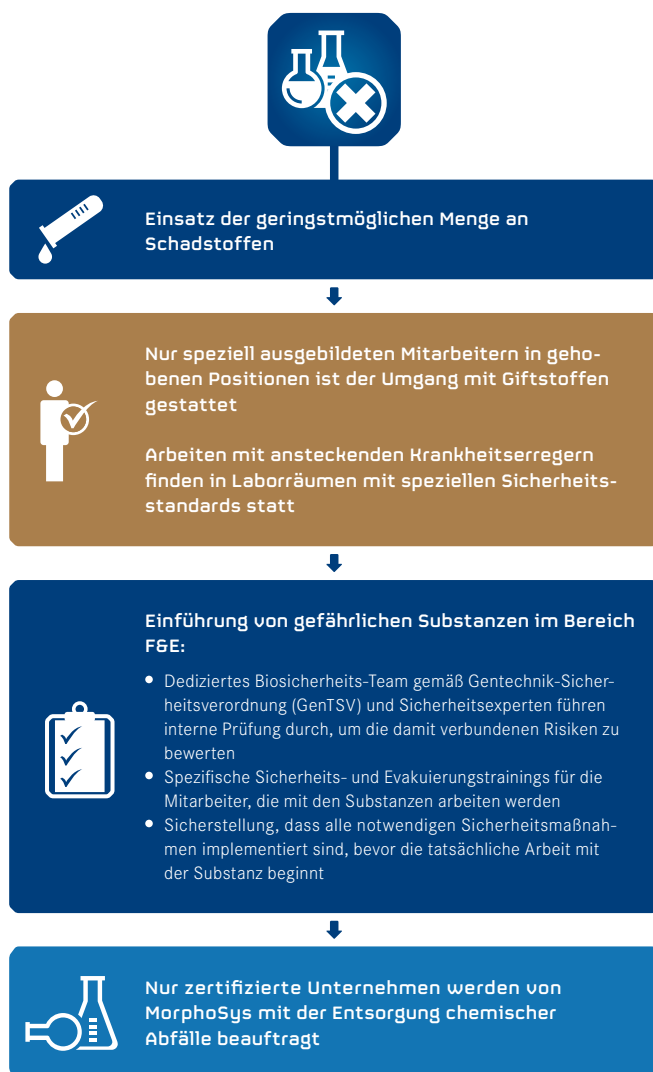 Einsatz der geringstmöglichen Menge an
Schadstoffen
Nur speziell ausgebildeten Mitarbeitern in geho-
benen Positionen ist der Umgang mit Giftstoffen
gestattet
Arbeiten mit ansteckenden Krankheitserregern
finden in Laborräumen mit speziellen Sicherheits-
standards statt
Einführung von gefährlichen Substanzen im Bereich
F&E:
• Dediziertes Biosicherheits-Team gemäß Gentechnik-Sicher-
heitsverordnung (GenTSV) und Sicherheitsexperten führen
interne Prüfung durch, um die damit verbundenen Risiken zu
bewerten
• Spezifische Sicherheits- und Evakuierungstrainings für die
Mitarbeiter, die mit den Substanzen arbeiten werden
• Sicherstellung, dass alle notwendigen Sicherheitsmaßnah-
men implementiert sind, bevor die tatsächliche Arbeit mit
der Substanz beginnt
Nur zertifizierte Unternehmen werden von
MorphoSys mit der Entsorgung chemischer
Abfälle beauftragt